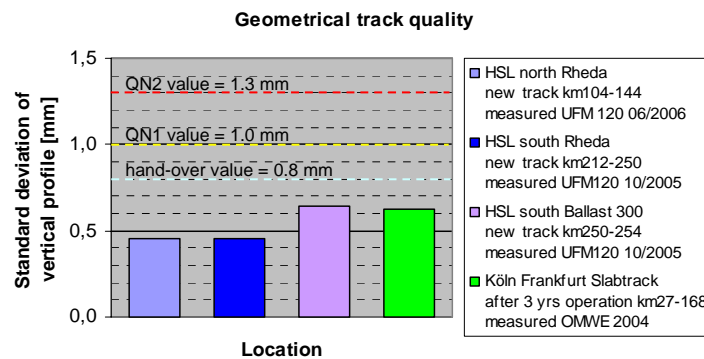 Geometrical track quality
Standard deviation of
vertical profile [mm]
1,5
1,0
0,5
0,0
QN2 value = 1.3 mm
QN1 value = 1.0 mm
hand-over value = 0.8 mm
Location
HSL north Rheda
new track km104-144
measured UFM 120 06/2006
HSL south Rheda
new track km212-250
measured UFM120 10/2005
HSL south Ballast 300
new track km250-254
measured UFM120 10/2005
Köln Frankfurt Slabtrack
after 3 yrs operation km27-168
measured OMWE 2004